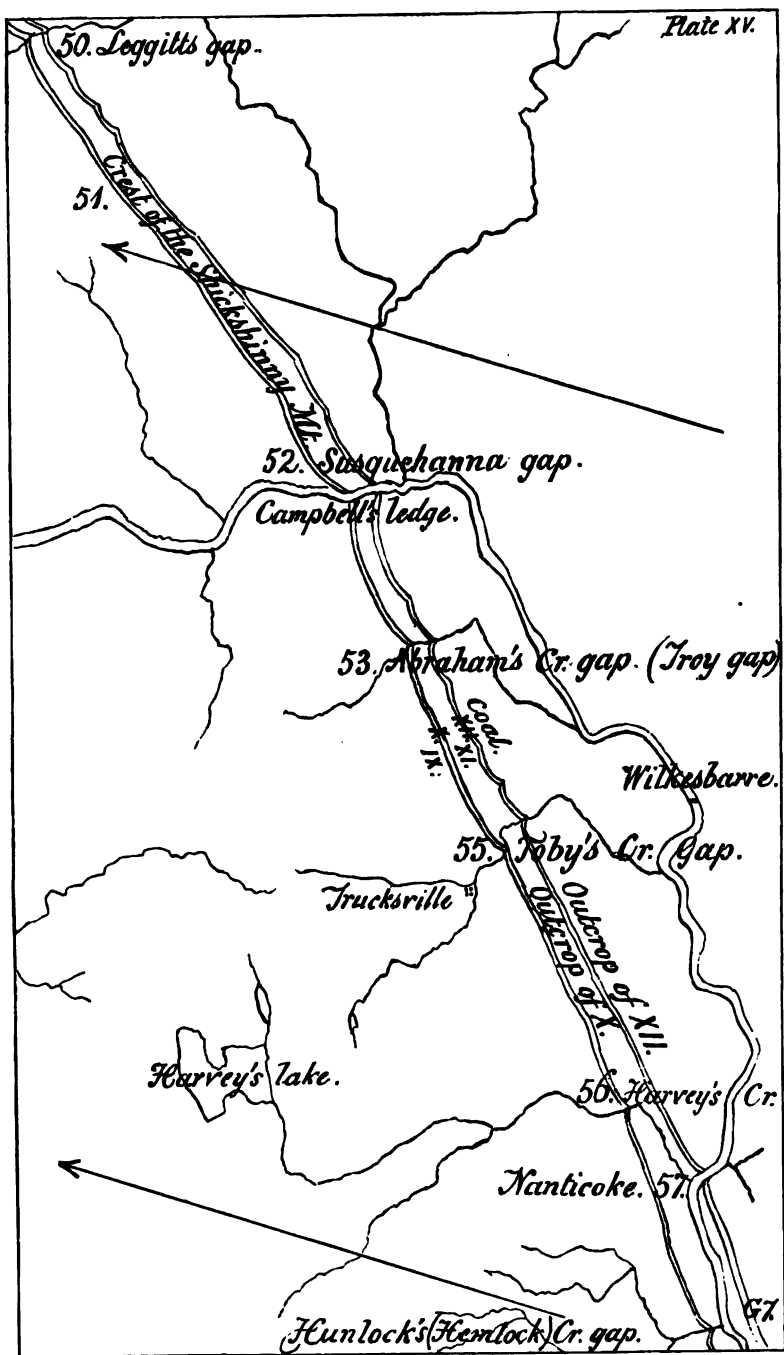 Plate XV.
50. Leggitts gap.
51.
Crest of the Shickshinny Mt.
52. Susquehanna gap.
Campbell's ledge.
53. Abraham's Cr. gap. (Troy gap)
Coal.
XII.
XI.
X.
IX.
Wilkesbarre.
55. Toby's Cr. Gap.
Trucksville
Outcrop of XII.
Outcrop of X.
Harvey's lake.
56. Harvey's Cr.
Nanticoke. 57.
G7.
Hunlock's (Hemlock) Cr. gap.